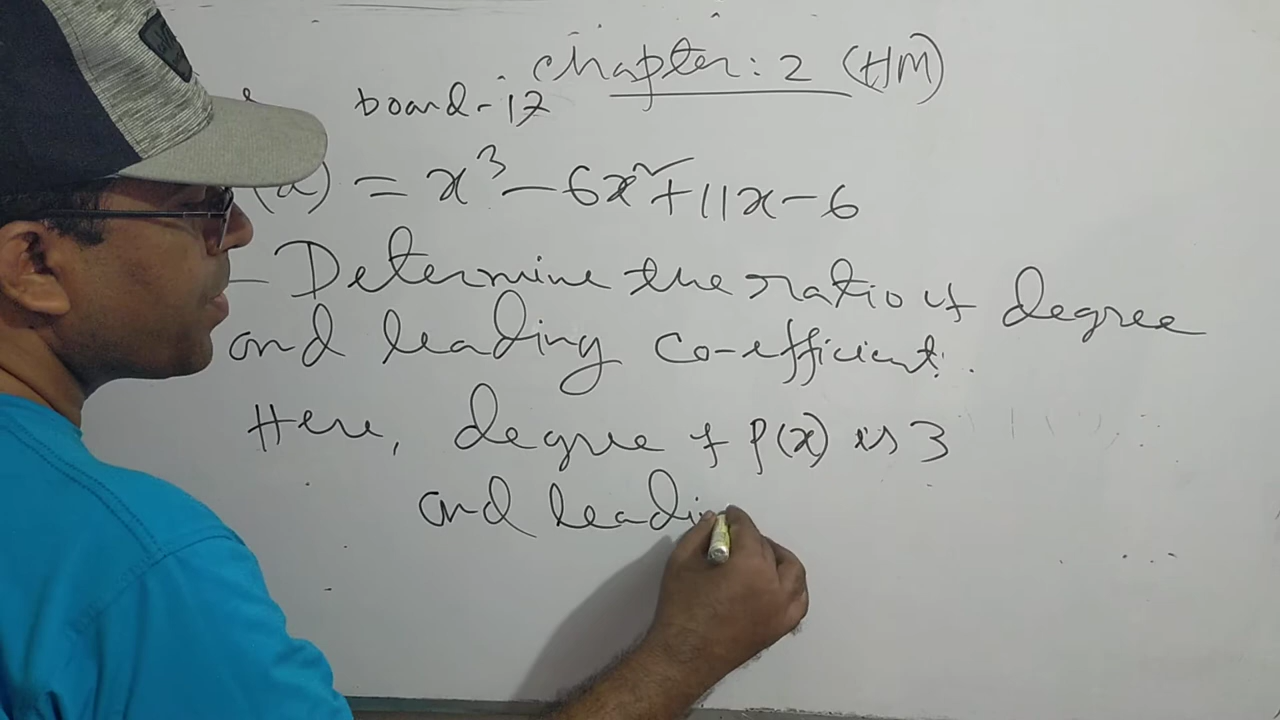 chapter: 2 (HM)
board-17
(x) = x³ - 6x² + 11x - 6
- Determine the ratio of degree
and leading co-efficient.
Here, degree of P(x) is 3
and leadi